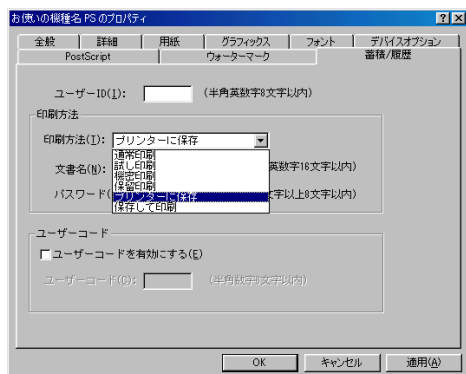 お使いの機種名 PS のプロパティ
全般 詳細 用紙 グラフィックス フォント デバイスオプション
PostScript ウォーターマーク 蓄積/履歴
ユーザーID(I): (半角英数字8文字以内)
印刷方法
印刷方法(T): プリンターに保存
通常印刷
試し印刷
文書名(N): 機密印刷 英数字16文字以内)
保留印刷
パスワード( プリンターに保存 文字以上8文字以内)
保存して印刷
ユーザーコード
ユーザーコードを有効にする(E)
ユーザーコード(C): (半角数字8文字以内)
OK キャンセル 適用(A)